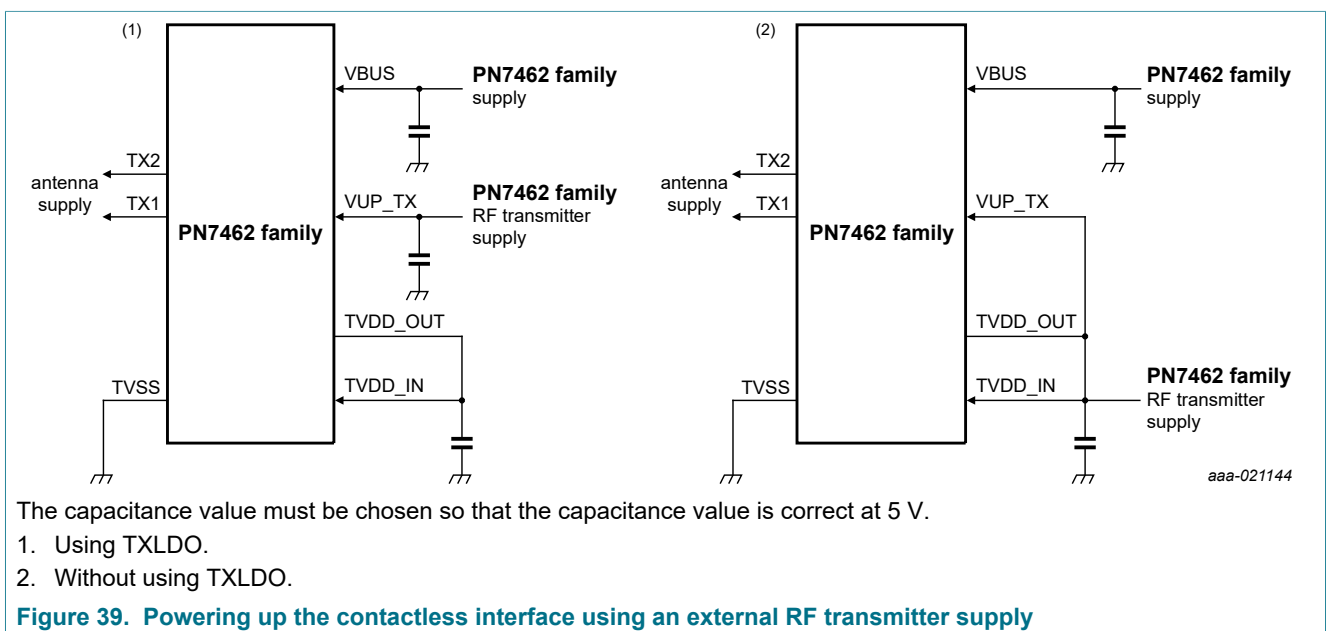 (1)
VBUS
PN7462 family
supply
TX2
antenna
supply
TX1
VUP_TX
PN7462 family
RF transmitter
supply
PN7462 family
TVDD_OUT
TVSS
TVDD_IN
(2)
VBUS
PN7462 family
supply
TX2
antenna
supply
TX1
VUP_TX
PN7462 family
TVDD_OUT
TVSS
TVDD_IN
PN7462 family
RF transmitter
supply
aaa-021144
The capacitance value must be chosen so that the capacitance value is correct at 5 V.
1. Using TXLDO.
2. Without using TXLDO.
Figure 39. Powering up the contactless interface using an external RF transmitter supply